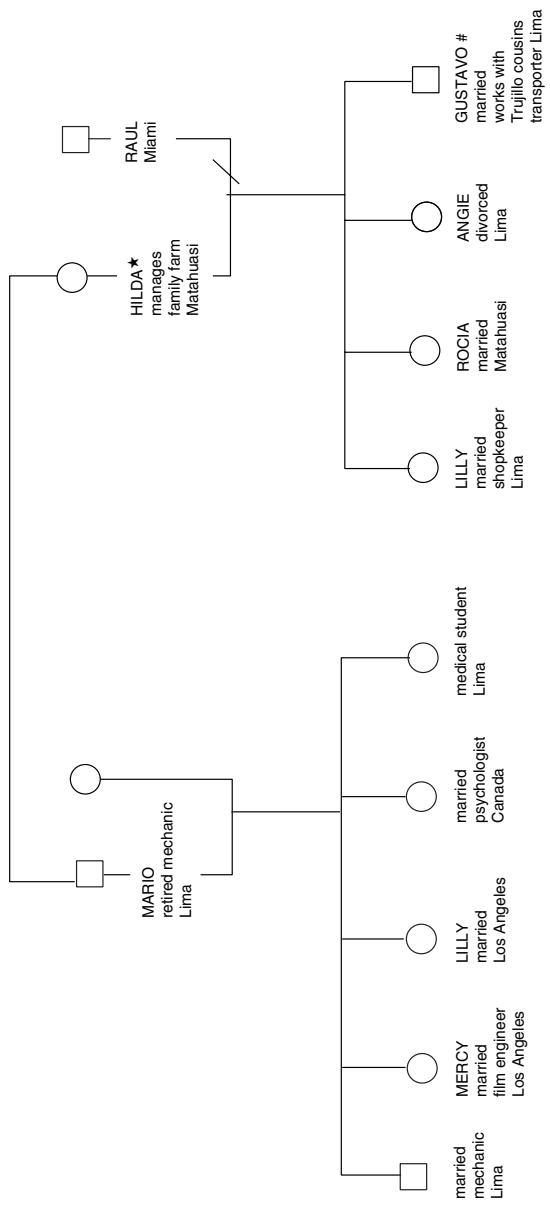 MARIO
retired mechanic
Lima
HILDA★
manages
family farm
Matahuasi
RAUL
Miami
married
mechanic
Lima
MERCY
married
film engineer
Los Angeles
LILLY
married
Los Angeles
married
psychologist
Canada
medical student
Lima
LILLY
married
shopkeeper
Lima
ROCIA
married
Matahuasi
ANGIE
divorced
Lima
GUSTAVO #
married
works with
Trujillo cousins
transporter Lima